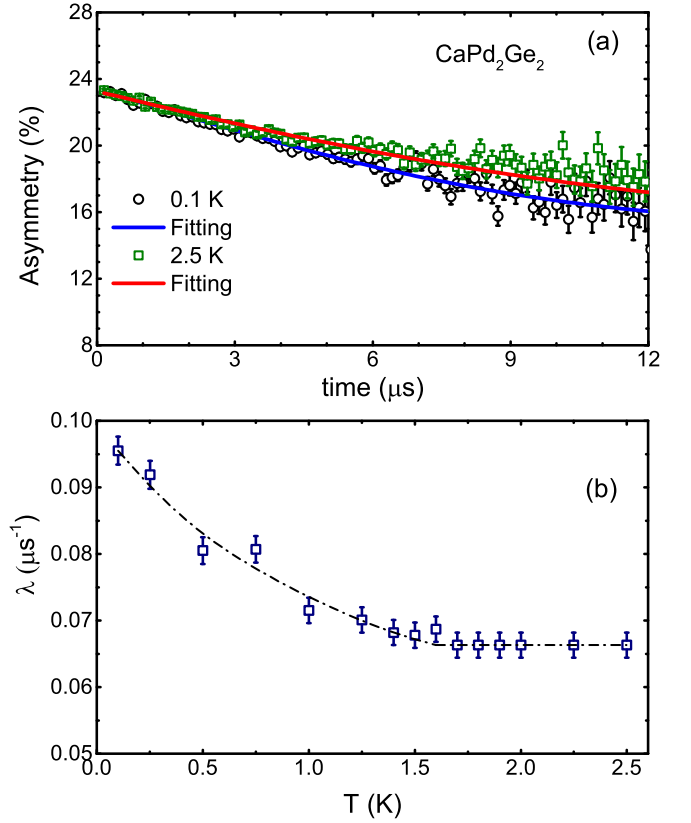 28
24
20
16
12
8
Asymmetry (%)
CaPd₂Ge₂
(a)
0.1 K
Fitting
2.5 K
Fitting
0
3
6
9
12
time (μs)
0.10
0.09
0.08
0.07
0.06
0.05
λ (μs⁻¹)
(b)
0.0
0.5
1.0
1.5
2.0
2.5
T (K)